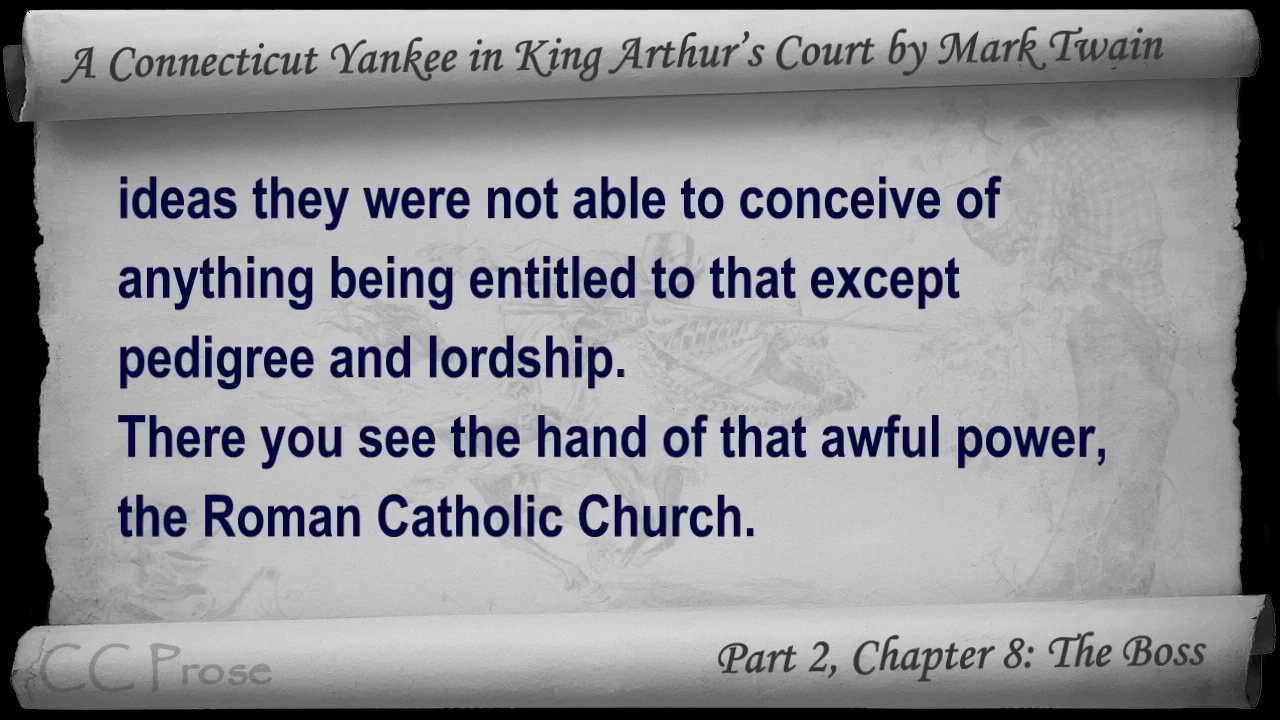 A Connecticut Yankee in King Arthur's Court by Mark Twain
ideas they were not able to conceive of
anything being entitled to that except
pedigree and lordship.
There you see the hand of that awful power,
the Roman Catholic Church.
CC Prose
Part 2, Chapter 8: The Boss